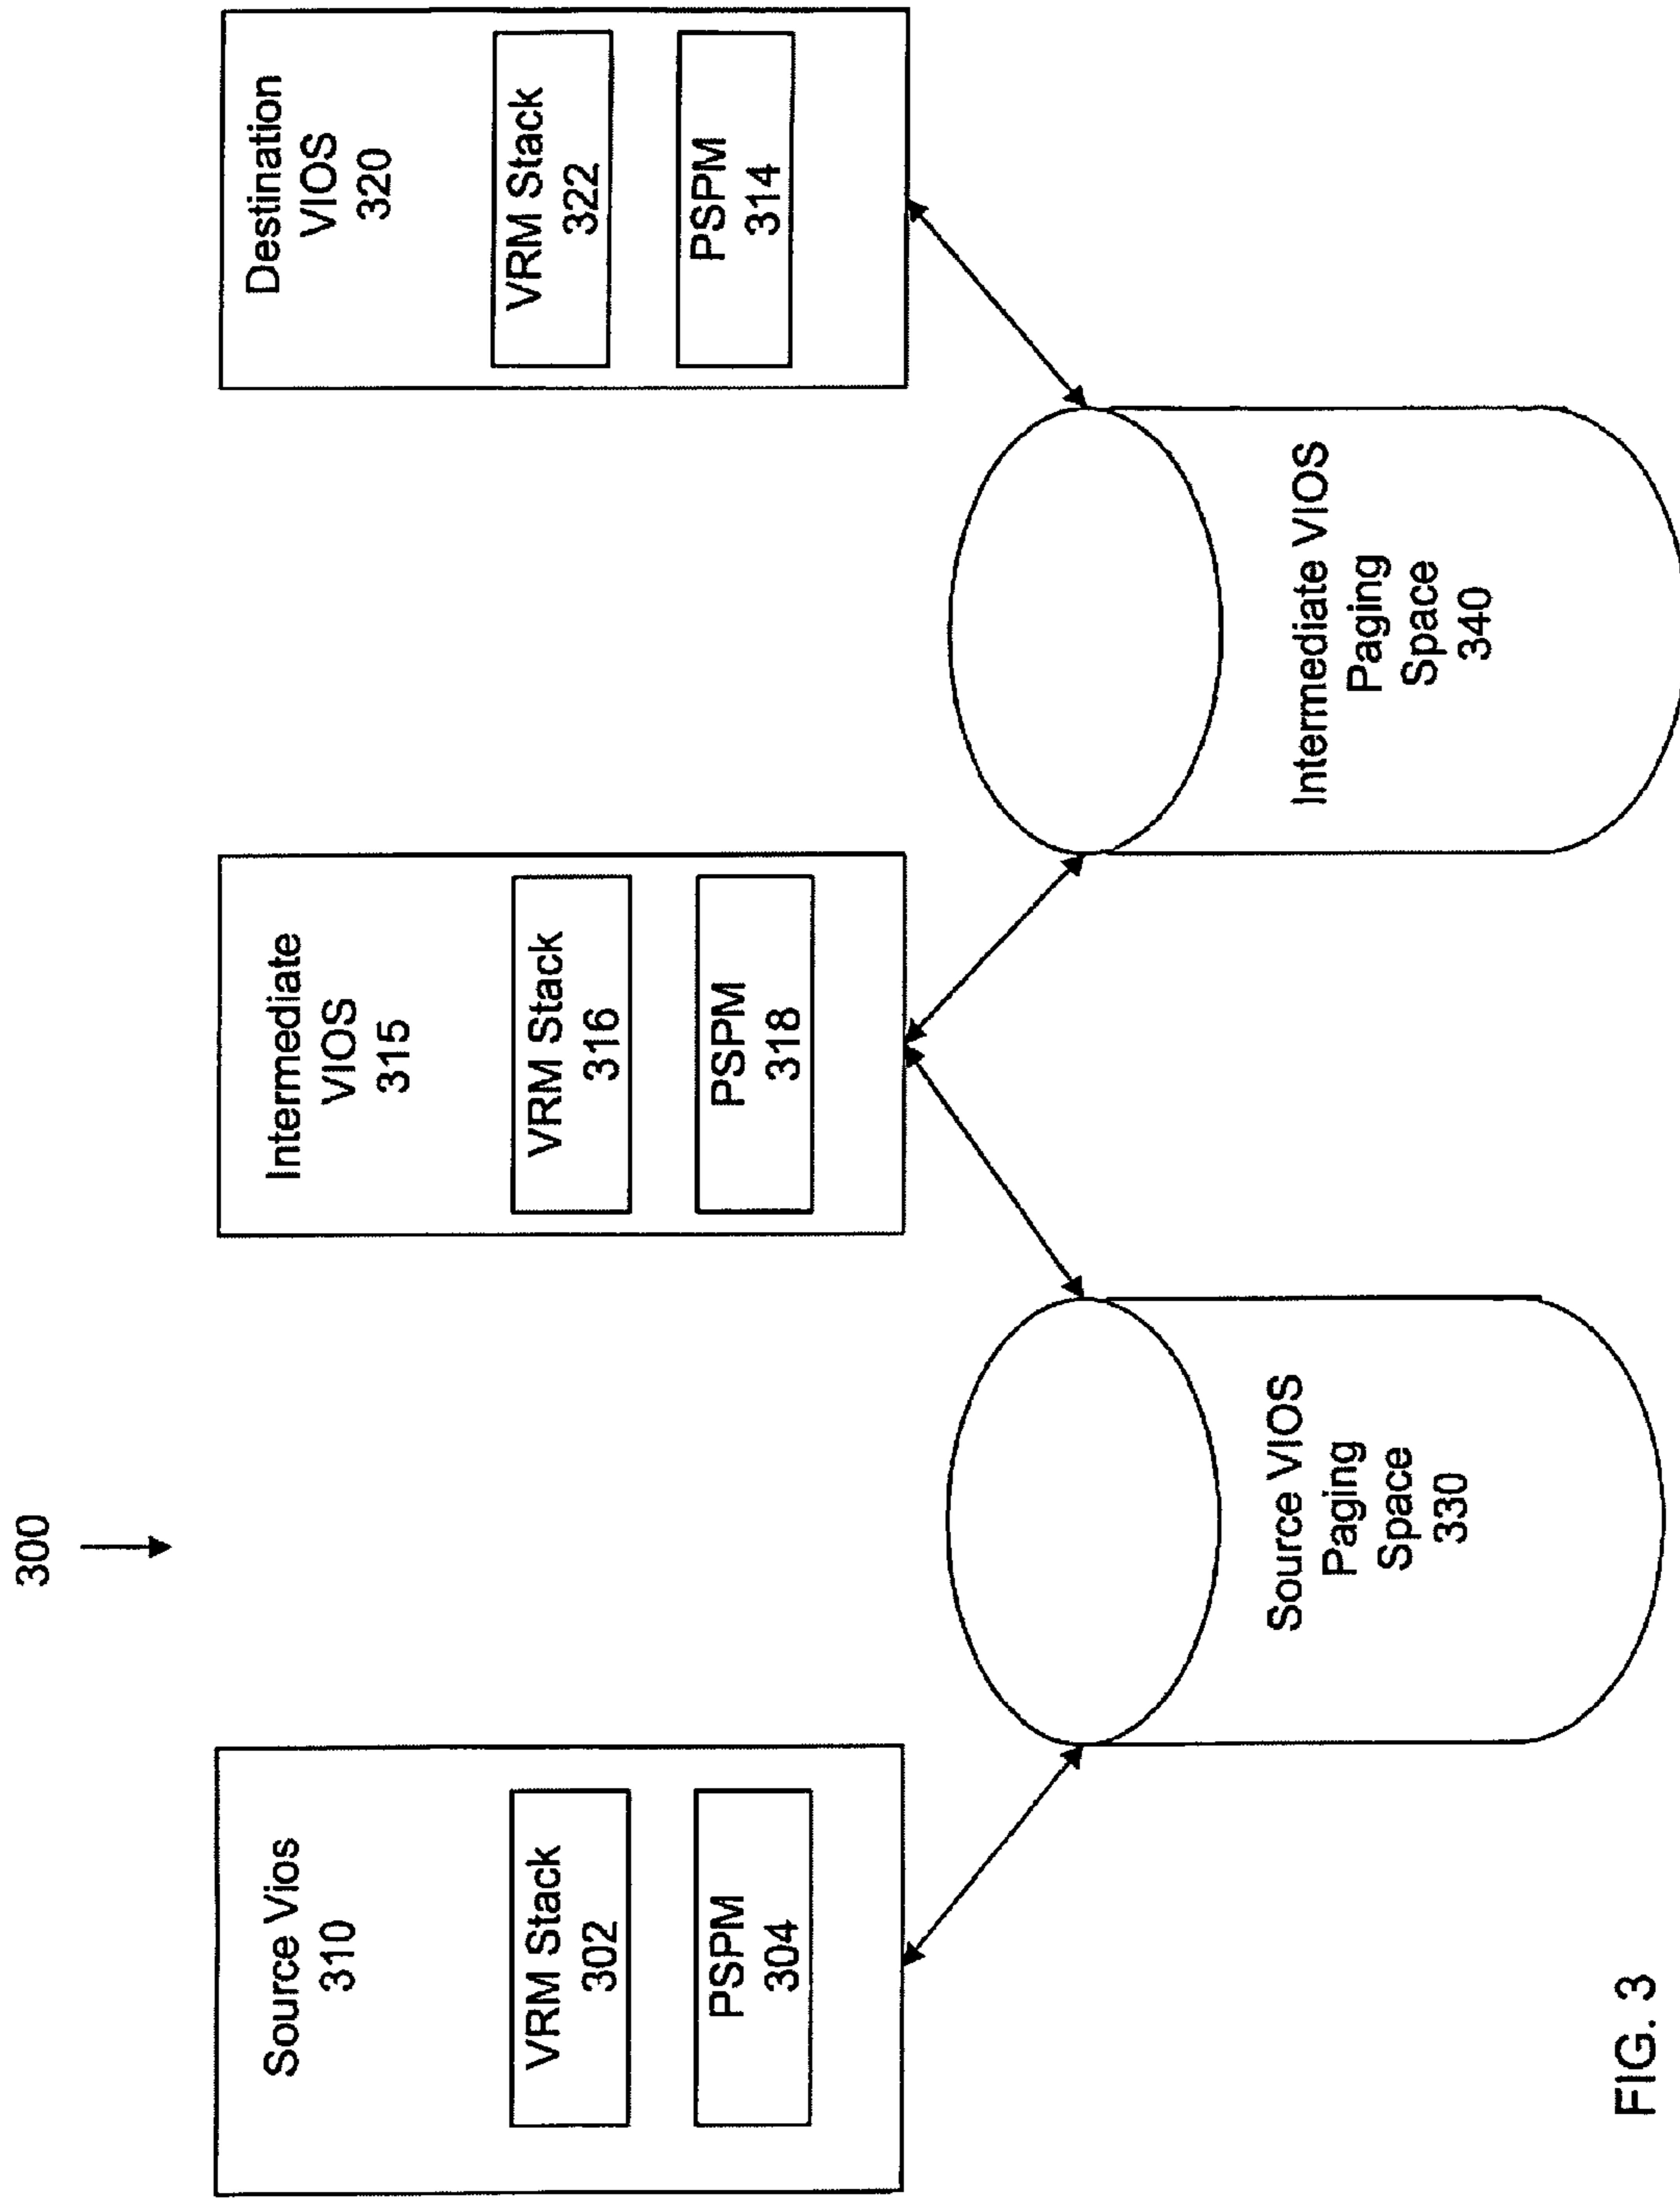 300
Source Vios
310
VRM Stack
302
PSPM
304
Intermediate
VIOS
315
VRM Stack
316
PSPM
318
Destination
VIOS
320
VRM Stack
322
PSPM
314
Source VIOS
Paging
Space
330
Intermediate VIOS
Paging
Space
340
FIG. 3